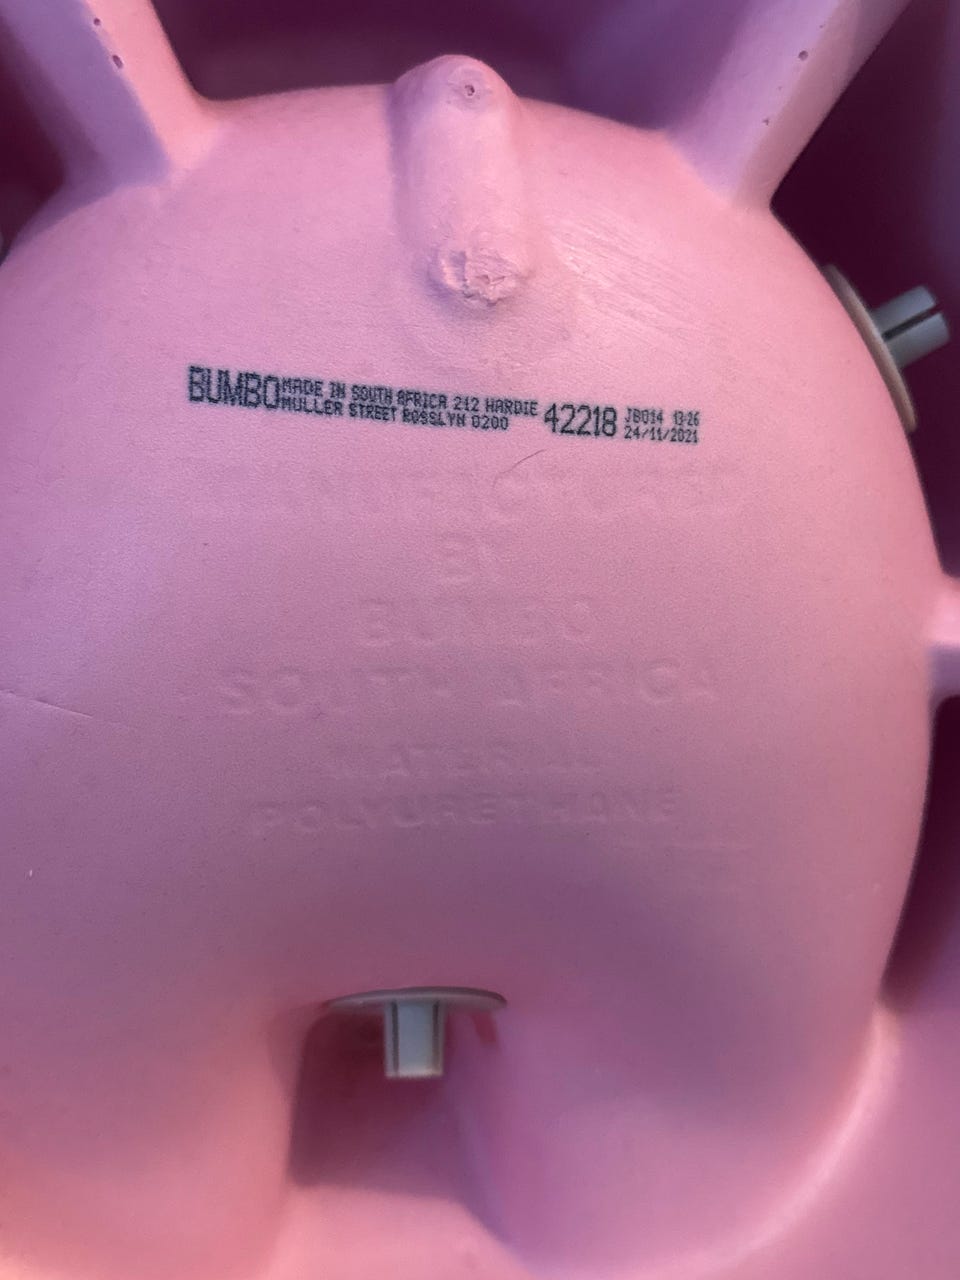 BUMBO MADE IN SOUTH AFRICA 212 HARDIE
MULLER STREET ROSSLYN 0200
42218 JB014 13:26
24/11/2021
MANUFACTURED
BY
BUMBO
SOUTH AFRICA
MATERIAL
POLYURETHANE